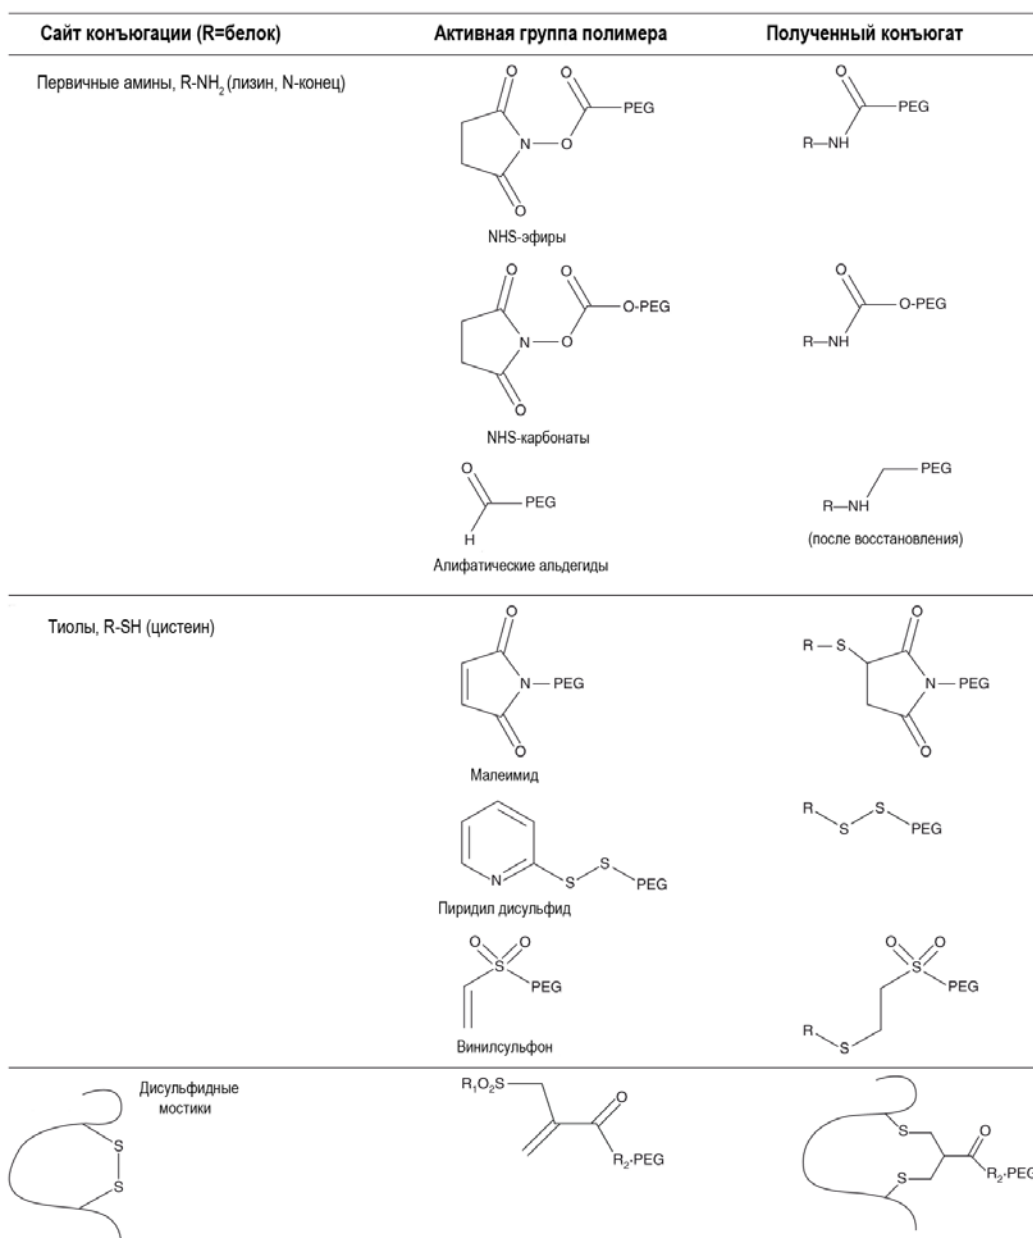 Сайт конъюгации (R=белок) Активная группа полимера Полученный конъюгат
Первичные амины, R-NH2 (лизин, N-конец)
O O O
PEG PEG
N O R—NH
O
NHS-эфиры
O O O
O-PEG O-PEG
N O R—NH
O
NHS-карбонаты
O PEG
PEG R—NH
H (после восстановления)
Алифатические альдегиды
Тиолы, R-SH (цистеин)
O R S O
N PEG N PEG
O O
Малеимид
R S
S PEG
N S S PEG
Пиридил дисульфид
O O O O
S S
PEG PEG
R S
Винилсульфон
Дисульфидные
мостики
R1O2S
O S O
S R2-PEG R2-PEG
S S